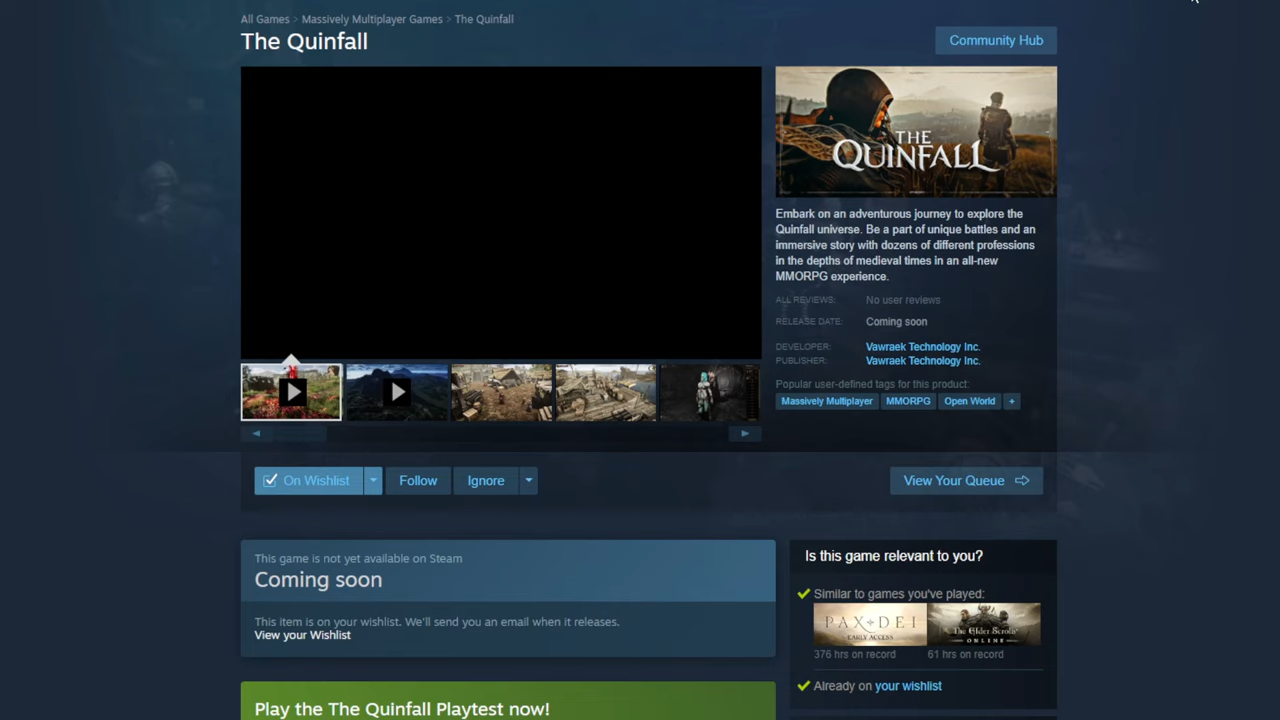 All Games > Massively Multiplayer Games > The Quinfall
The Quinfall
Community Hub
THE
QUINFALL
Embark on an adventurous journey to explore the
Quinfall universe. Be a part of unique battles and an
immersive story with dozens of different professions
in the depths of medieval times in an all-new
MMORPG experience.
ALL REVIEWS: No user reviews
RELEASE DATE: Coming soon
DEVELOPER: Vawraek Technology Inc.
PUBLISHER: Vawraek Technology Inc.
Popular user-defined tags for this product:
Massively Multiplayer MMORPG Open World +
On Wishlist Follow Ignore View Your Queue
This game is not yet available on Steam
Coming soon
This item is on your wishlist. We'll send you an email when it releases.
View your Wishlist
Play the The Quinfall Playtest now!
Is this game relevant to you?
Similar to games you've played:
PAX DEI
EARLY ACCESS
The Elder Scrolls
ONLINE
376 hrs on record 61 hrs on record
Already on your wishlist